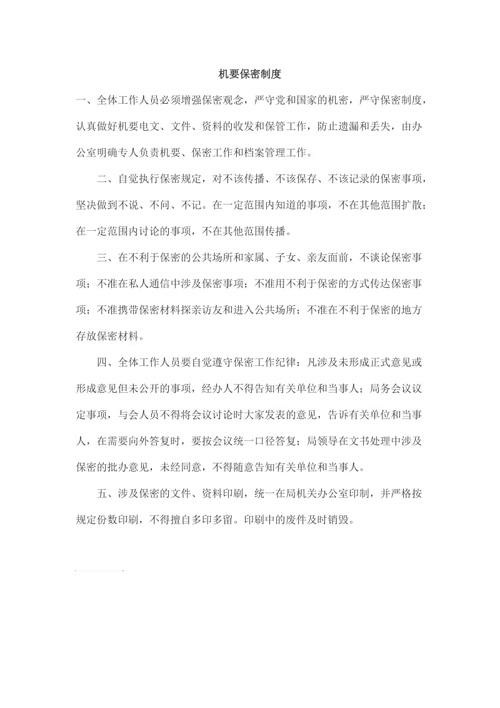 机要保密制度
一、全体工作人员必须增强保密观念，严守党和国家的机密，严守保密制度，
认真做好机要电文、文件、资料的收发和保管工作，防止遗漏和丢失，由办
公室明确专人负责机要、保密工作和档案管理工作。
二、自觉执行保密规定，对不该传播、不该保存、不该记录的保密事项，
坚决做到不说、不问、不记。在一定范围内知道的事项，不在其他范围扩散；
在一定范围内讨论的事项，不在其他范围传播。
三、在不利于保密的公共场所和家属、子女、亲友面前，不谈论保密事
项；不准在私人通信中涉及保密事项；不准用不利于保密的方式传达保密事
项；不准携带保密材料探亲访友和进入公共场所；不准在不利于保密的地方
存放保密材料。
四、全体工作人员要自觉遵守保密工作纪律：凡涉及未形成正式意见或
形成意见但未公开的事项，经办人不得告知有关单位和当事人；局务会议议
定事项，与会人员不得将会议讨论时大家发表的意见，告诉有关单位和当事
人，在需要向外答复时，要按会议统一口径答复；局领导在文书处理中涉及
保密的批办意见，未经同意，不得随意告知有关单位和当事人。
五、涉及保密的文件、资料印刷，统一在局机关办公室印制，并严格按
规定份数印刷，不得擅自多印多留。印刷中的废件及时销毁。